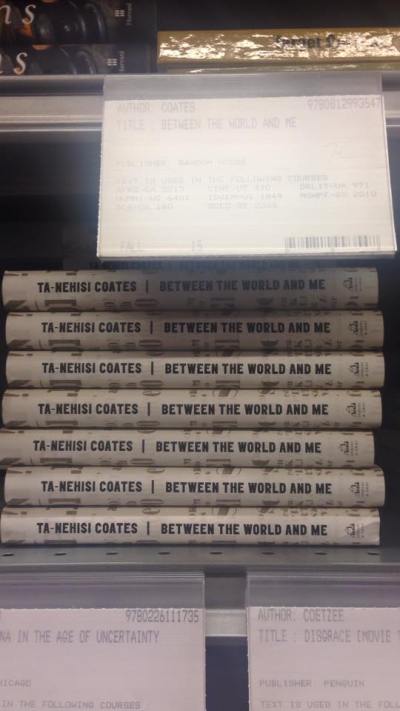 AUTHOR: COATES 9780812993547
TITLE : BETWEEN THE WORLD AND ME
PUBLISHER: RANDOM HOUSE
TEXT IS USED IN THE FOLLOWING COURSES
FALL 15
TA-NEHISI COATES | BETWEEN THE WORLD AND ME
TA-NEHISI COATES | BETWEEN THE WORLD AND ME
TA-NEHISI COATES | BETWEEN THE WORLD AND ME
TA-NEHISI COATES | BETWEEN THE WORLD AND ME
TA-NEHISI COATES | BETWEEN THE WORLD AND ME
TA-NEHISI COATES | BETWEEN THE WORLD AND ME
TA-NEHISI COATES | BETWEEN THE WORLD AND ME
9780226111735
NA IN THE AGE OF UNCERTAINTY
HICAGO
IN THE FOLLOWING COURSES
AUTHOR: COETZEE
TITLE : DISGRACE (MOVIE T
PUBLISHER: PENGUIN
TEXT IS USED IN THE FOLL